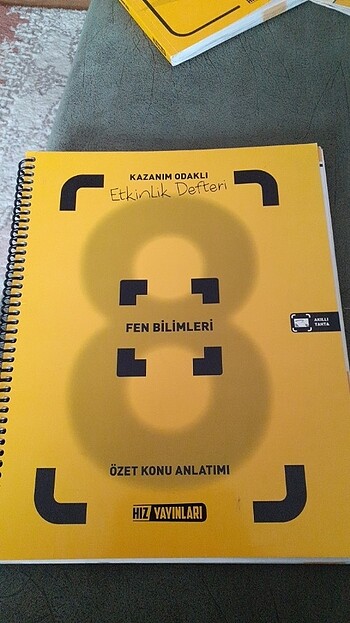 KAZANIM ODAKLI
Etkinlik Defteri
8
FEN BİLİMLERİ
AKILLI
TAHTA
ÖZET KONU ANLATIMI
HIZ YAYINLARI